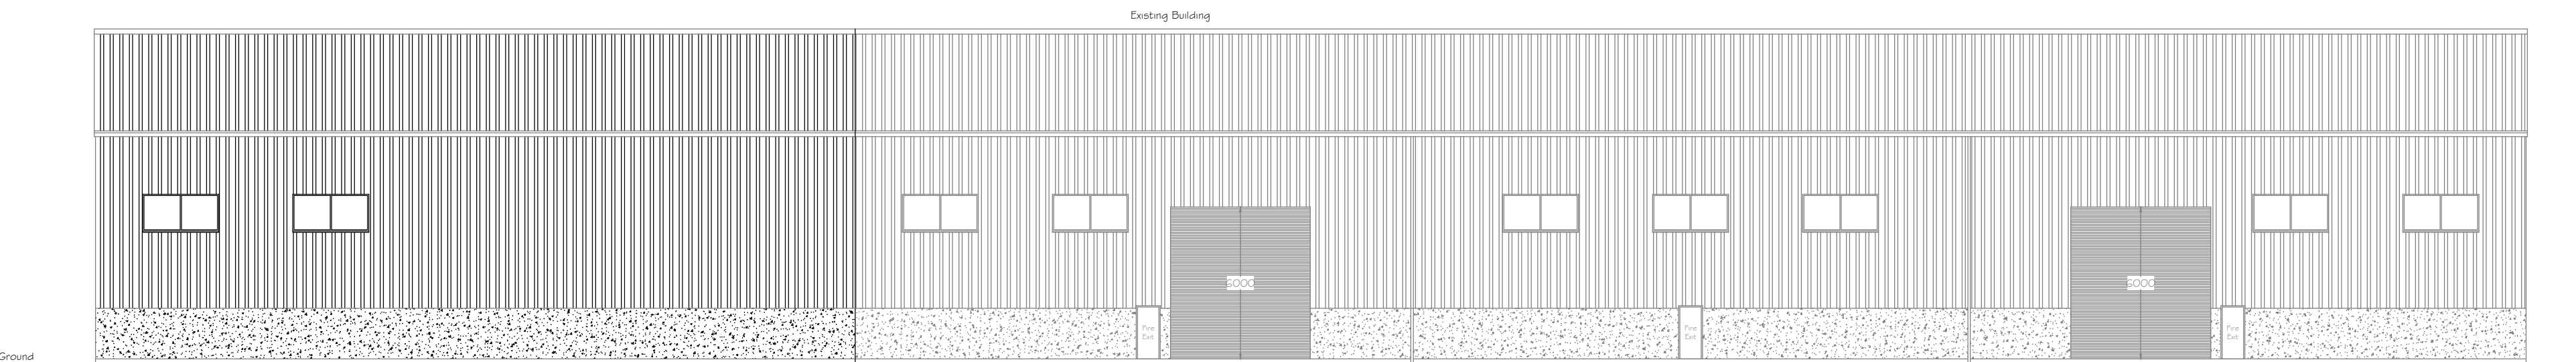 Existing Building
6000
6000
Fire
Exit
Fire
Exit
Fire
Exit
Ground